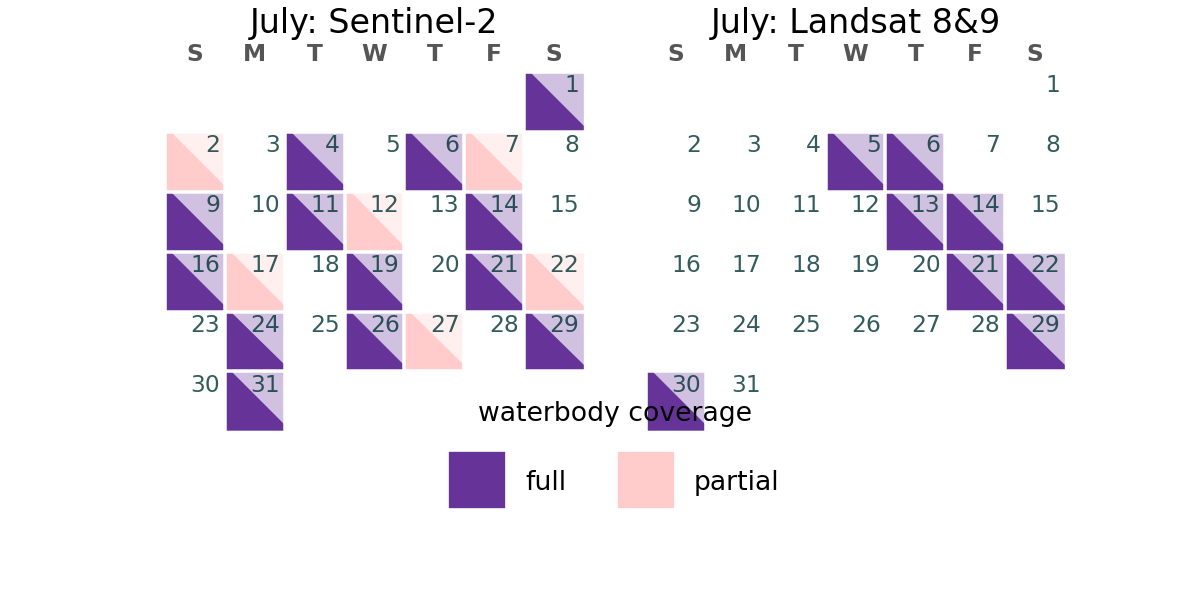 July: Sentinel-2
S M T W T F S
1
2 3 4 5 6 7 8
9 10 11 12 13 14 15
16 17 18 19 20 21 22
23 24 25 26 27 28 29
30 31
July: Landsat 8&9
S M T W T F S
1
2 3 4 5 6 7 8
9 10 11 12 13 14 15
16 17 18 19 20 21 22
23 24 25 26 27 28 29
30 31
waterbody coverage
full partial